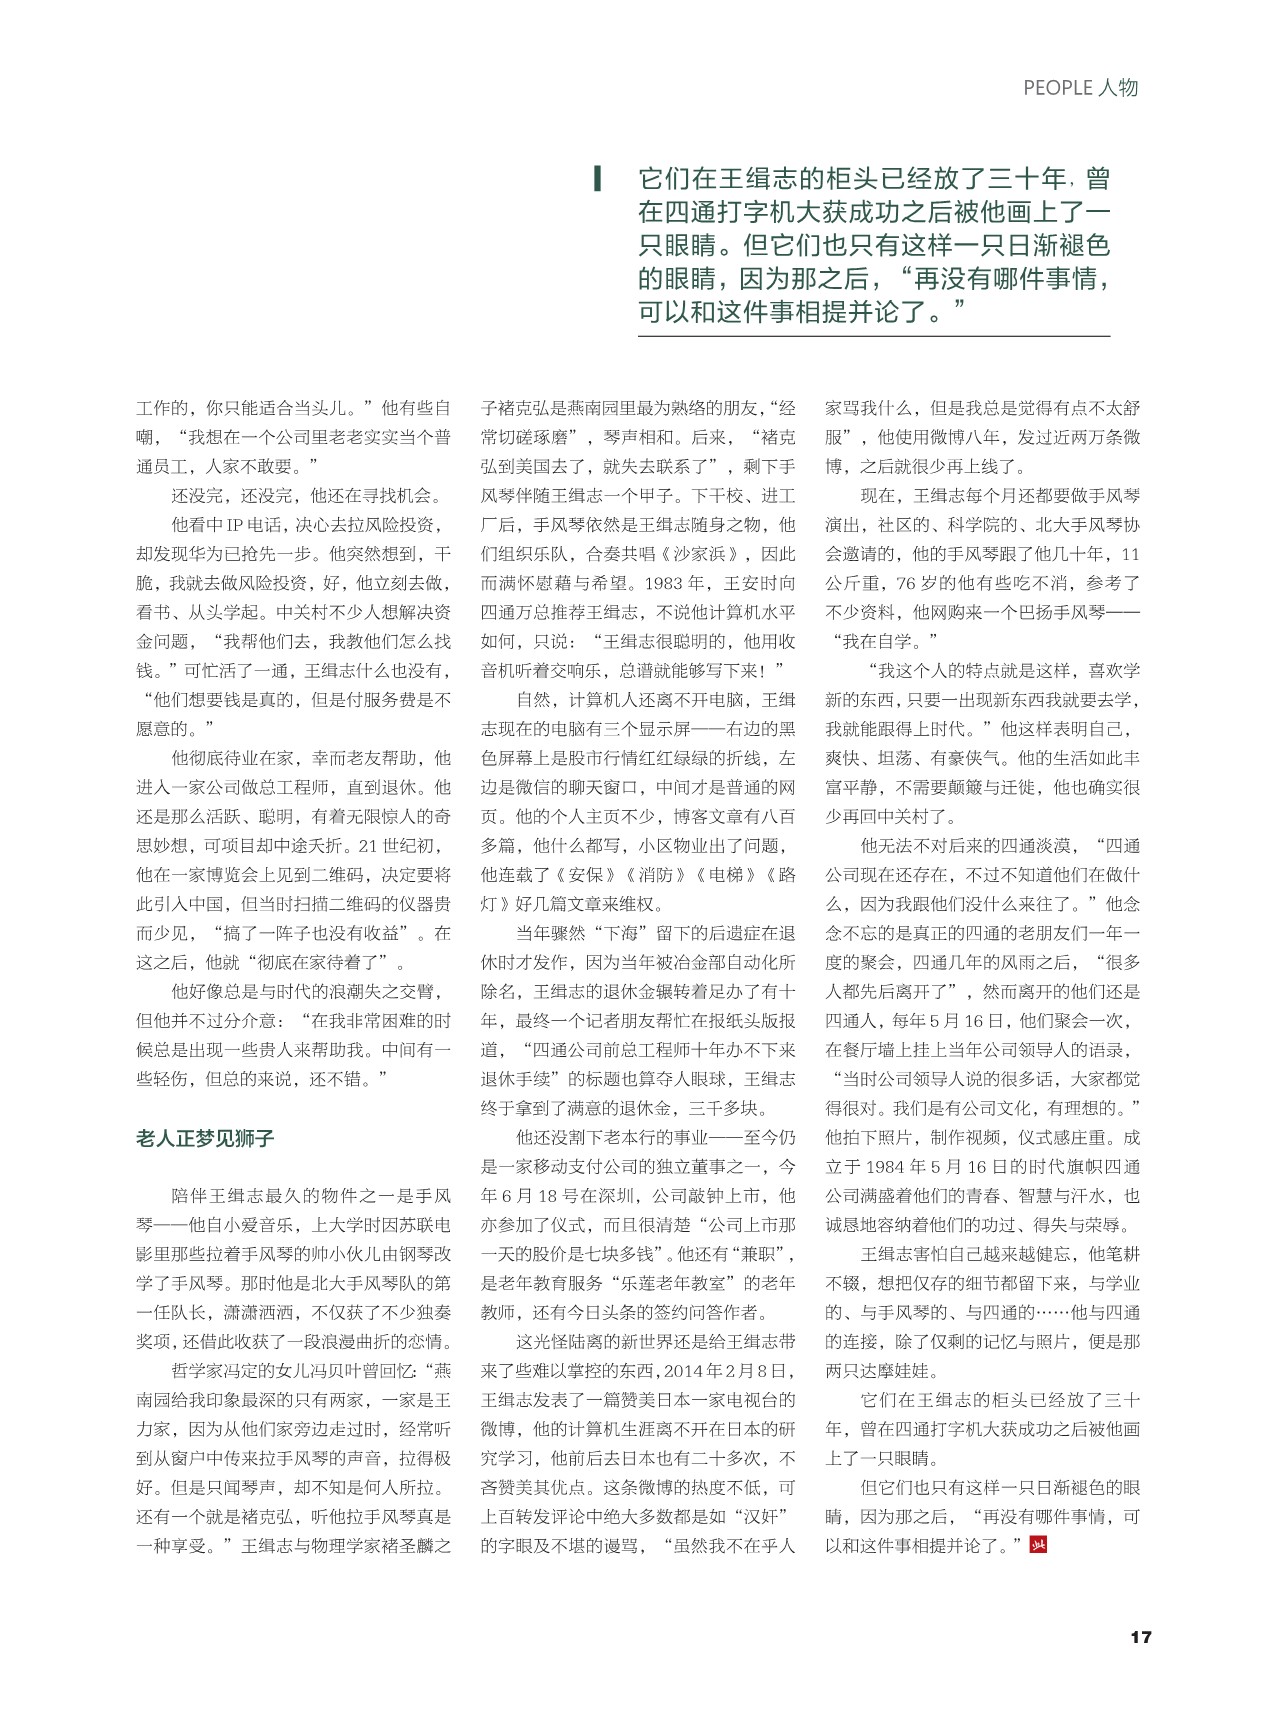 PEOPLE 人物
它们在王缉志的柜头已经放了三十年，曾
在四通打字机大获成功之后被他画上了一
只眼睛。但它们也只有这样一只日渐褪色
的眼睛，因为那之后，“再没有哪件事情，
可以和这件事相提并论了。”
工作的，你只能适合当头儿。”他有些自
嘲，“我想在一个公司里老老实实当个普
通员工，人家不敢要。”
还没完，还没完，他还在寻找机会。
他看中 IP 电话，决心去拉风险投资，
却发现华为已抢先一步。他突然想到，干
脆，我就去做风险投资，好，他立刻去做，
看书、从头学起。中关村不少人想解决资
金问题，“我帮他们去，我教他们怎么找
钱。”可忙活了一通，王缉志什么也没有，
“他们想要钱是真的，但是付服务费是不
愿意的。”
他彻底待业在家，幸而老友帮助，他
进入一家公司做总工程师，直到退休。他
还是那么活跃、聪明，有着无限惊人的奇
思妙想，可项目却中途夭折。21 世纪初，
他在一家博览会上见到二维码，决定要将
此引入中国，但当时扫描二维码的仪器贵
而少见，“搞了一阵子也没有收益”。在
这之后，他就“彻底在家待着了”。
他好像总是与时代的浪潮失之交臂，
但他并不过分介意：“在我非常困难的时
候总是出现一些贵人来帮助我。中间有一
些轻伤，但总的来说，还不错。”
老人正梦见狮子
陪伴王缉志最久的物件之一是手风
琴——他自小爱音乐，上大学时因苏联电
影里那些拉着手风琴的帅小伙儿由钢琴改
学了手风琴。那时他是北大手风琴队的第
一任队长，潇潇洒洒，不仅获了不少独奏
奖项，还借此收获了一段浪漫曲折的恋情。
哲学家冯定的女儿冯贝叶曾回忆：“燕
南园给我印象最深的只有两家，一家是王
力家，因为从他们家旁边走过时，经常听
到从窗户中传来拉手风琴的声音，拉得极
好。但是只闻琴声，却不知是何人所拉。
还有一个就是褚克弘，听他拉手风琴真是
一种享受。”王缉志与物理学家褚圣麟之
子褚克弘是燕南园里最为熟络的朋友，“经
常切磋琢磨”，琴声相和。后来，“褚克
弘到美国去了，就失去联系了”，剩下手
风琴伴随王缉志一个甲子。下干校、进工
厂后，手风琴依然是王缉志随身之物，他
们组织乐队，合奏共唱《沙家浜》，因此
而满怀慰藉与希望。1983 年，王安时向
四通万总推荐王缉志，不说他计算机水平
如何，只说：“王缉志很聪明的，他用收
音机听着交响乐，总谱就能够写下来！”
自然，计算机人还离不开电脑，王缉
志现在的电脑有三个显示屏——右边的黑
色屏幕上是股市行情红红绿绿的折线，左
边是微信的聊天窗口，中间才是普通的网
页。他的个人主页不少，博客文章有八百
多篇，他什么都写，小区物业出了问题，
他连载了《安保》《消防》《电梯》《路
灯》好几篇文章来维权。
当年骤然“下海”留下的后遗症在退
休时才发作，因为当年被冶金部自动化所
除名，王缉志的退休金辗转着足办了有十
年，最终一个记者朋友帮忙在报纸头版报
道，“四通公司前总工程师十年办不下来
退休手续”的标题也算夺人眼球，王缉志
终于拿到了满意的退休金，三千多块。
他还没割下老本行的事业——至今仍
是一家移动支付公司的独立董事之一，今
年 6 月 18 号在深圳，公司敲钟上市，他
亦参加了仪式，而且很清楚“公司上市那
一天的股价是七块多钱”。他还有“兼职”，
是老年教育服务“乐莲老年教室”的老年
教师，还有今日头条的签约问答作者。
这光怪陆离的新世界还是给王缉志带
来了些难以掌控的东西，2014 年 2 月 8 日，
王缉志发表了一篇赞美日本一家电视台的
微博，他的计算机生涯离不开在日本的研
究学习，他前后去日本也有二十多次，不
吝赞美其优点。这条微博的热度不低，可
上百转发评论中绝大多数都是如“汉奸”
的字眼及不堪的谩骂，“虽然我不在乎人
家骂我什么，但是我总是觉得有点不太舒
服”，他使用微博八年，发过近两万条微
博，之后就很少再上线了。
现在，王缉志每个月还都要做手风琴
演出，社区的、科学院的、北大手风琴协
会邀请的，他的手风琴跟了他几十年，11
公斤重，76 岁的他有些吃不消，参考了
不少资料，他网购来一个巴扬手风琴——
“我在自学。”
“我这个人的特点就是这样，喜欢学
新的东西，只要一出现新东西我就要去学，
我就能跟得上时代。”他这样表明自己，
爽快、坦荡、有豪侠气。他的生活如此丰
富平静，不需要颠簸与迁徙，他也确实很
少再回中关村了。
他无法不对后来的四通淡漠，“四通
公司现在还存在，不过不知道他们在做什
么，因为我跟他们没什么来往了。”他念
念不忘的是真正的四通的老朋友们一年一
度的聚会，四通几年的风雨之后，“很多
人都先后离开了”，然而离开的他们还是
四通人，每年 5 月 16 日，他们聚会一次，
在餐厅墙上挂上当年公司领导人的语录，
“当时公司领导人说的很多话，大家都觉
得很对。我们是有公司文化，有理想的。”
他拍下照片，制作视频，仪式感庄重。成
立于 1984 年 5 月 16 日的时代旗帜四通
公司满盛着他们的青春、智慧与汗水，也
诚恳地容纳着他们的功过、得失与荣辱。
王缉志害怕自己越来越健忘，他笔耕
不辍，想把仅存的细节都留下来，与学业
的、与手风琴的、与四通的……他与四通
的连接，除了仅剩的记忆与照片，便是那
两只达摩娃娃。
它们在王缉志的柜头已经放了三十
年，曾在四通打字机大获成功之后被他画
上了一只眼睛。
但它们也只有这样一只日渐褪色的眼
睛，因为那之后，“再没有哪件事情，可
以和这件事相提并论了。”
17